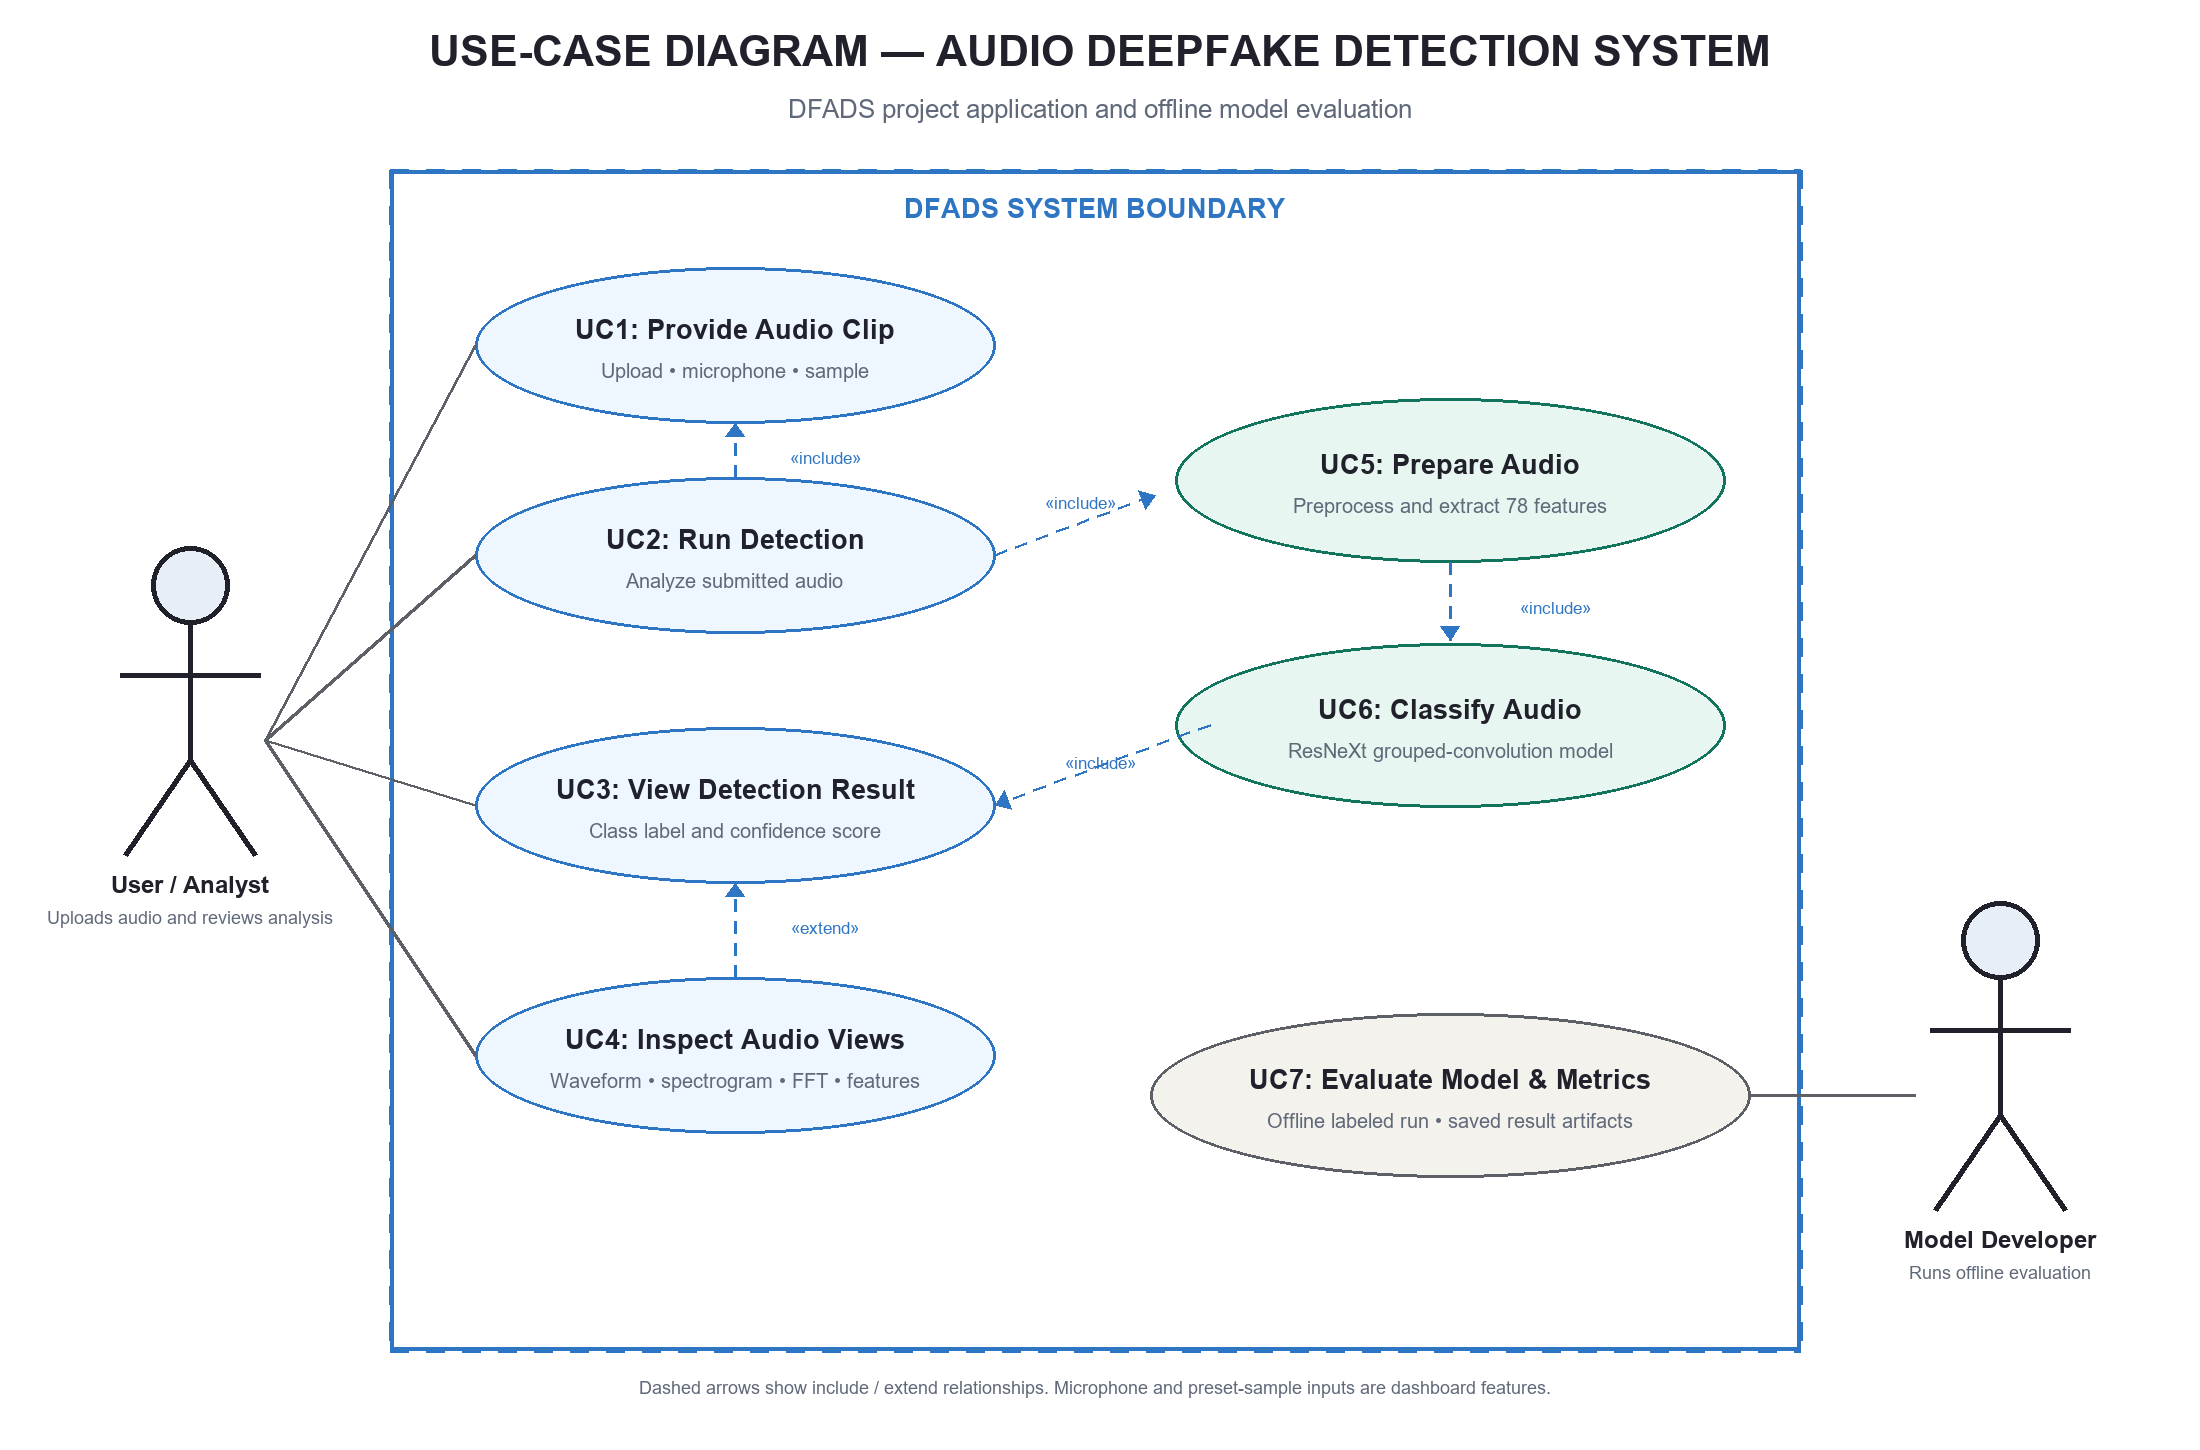 USE-CASE DIAGRAM — AUDIO DEEPFAKE DETECTION SYSTEM
DFADS project application and offline model evaluation
DFADS SYSTEM BOUNDARY
UC1: Provide Audio Clip
Upload • microphone • sample
«include»
UC2: Run Detection
Analyze submitted audio
«include»
UC5: Prepare Audio
Preprocess and extract 78 features
«include»
UC6: Classify Audio
ResNeXt grouped-convolution model
«include»
UC3: View Detection Result
Class label and confidence score
«extend»
UC4: Inspect Audio Views
Waveform • spectrogram • FFT • features
UC7: Evaluate Model & Metrics
Offline labeled run • saved result artifacts
User / Analyst
Uploads audio and reviews analysis
Model Developer
Runs offline evaluation
Dashed arrows show include / extend relationships. Microphone and preset-sample inputs are dashboard features.